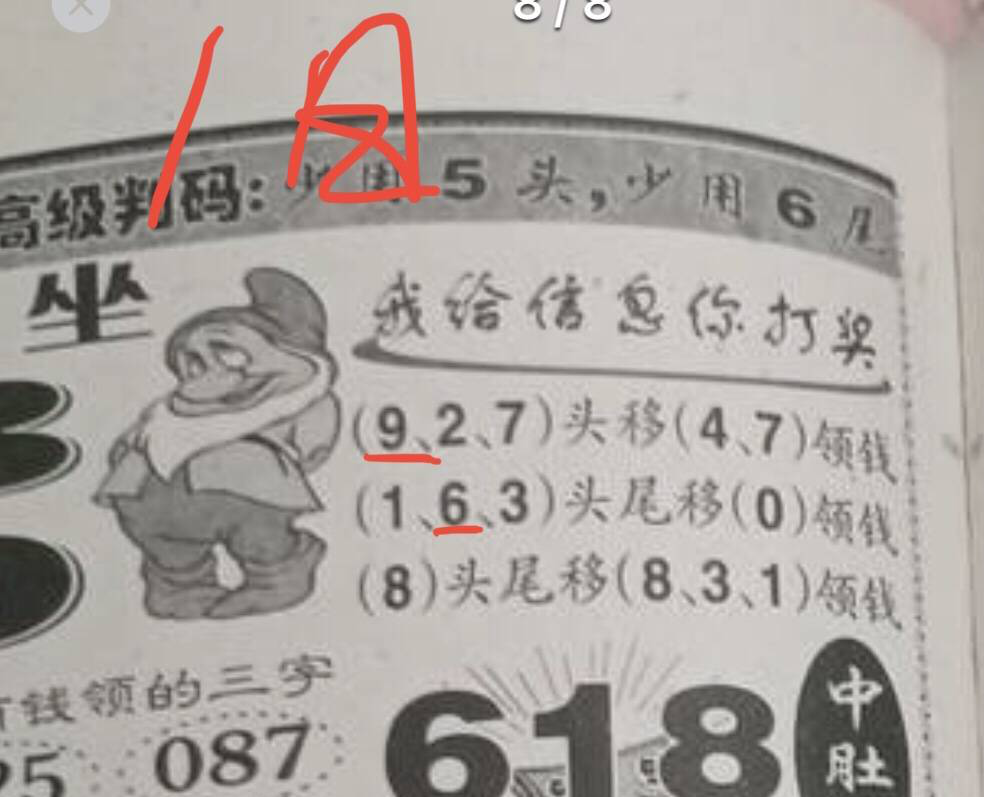 8/8
高级判码：少用5头，少用6尾
坐
我给信息你打奖
(9、2、7)头移(4、7)领钱
(1、6、3)头尾移(0)领钱
(8)头尾移(8、3、1)领钱
钱领的三字
087
618
中肚